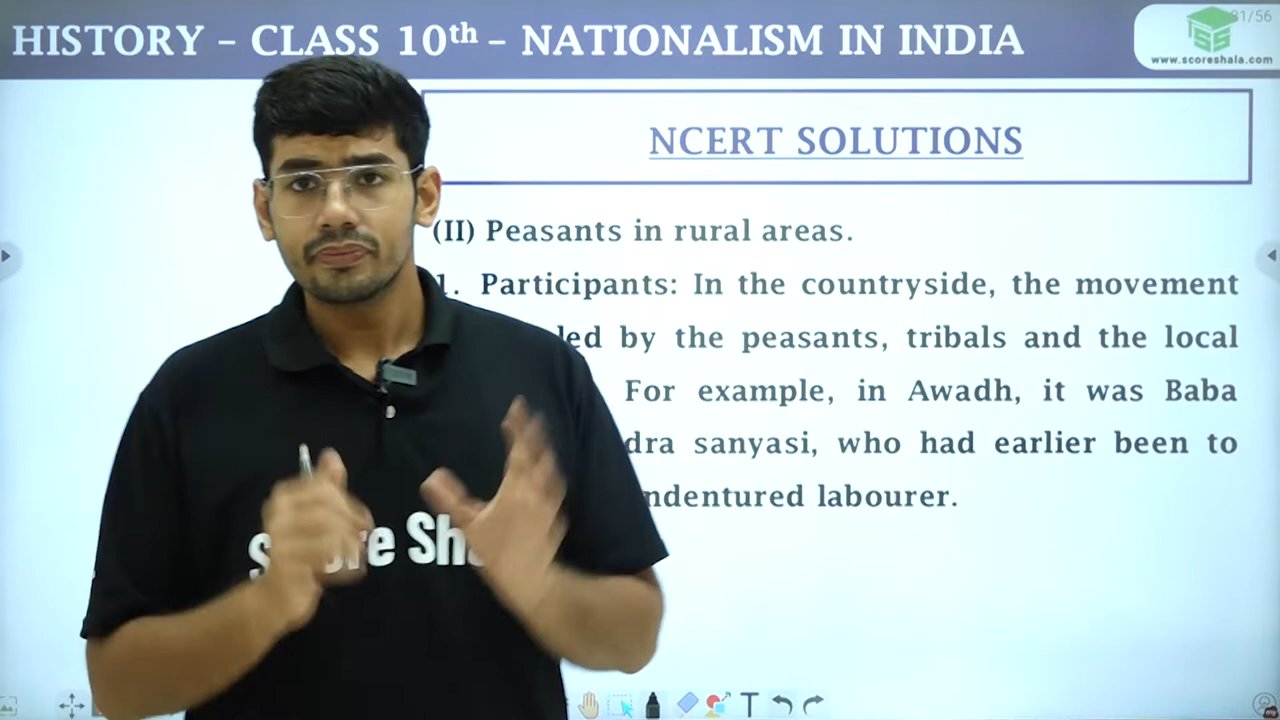 HISTORY – CLASS 10th – NATIONALISM IN INDIA
www.scoreshala.com
NCERT SOLUTIONS
(II) Peasants in rural areas.
1. Participants: In the countryside, the movement
led by the peasants, tribals and the local
For example, in Awadh, it was Baba
sanyasi, who had earlier been to
labourer.
T